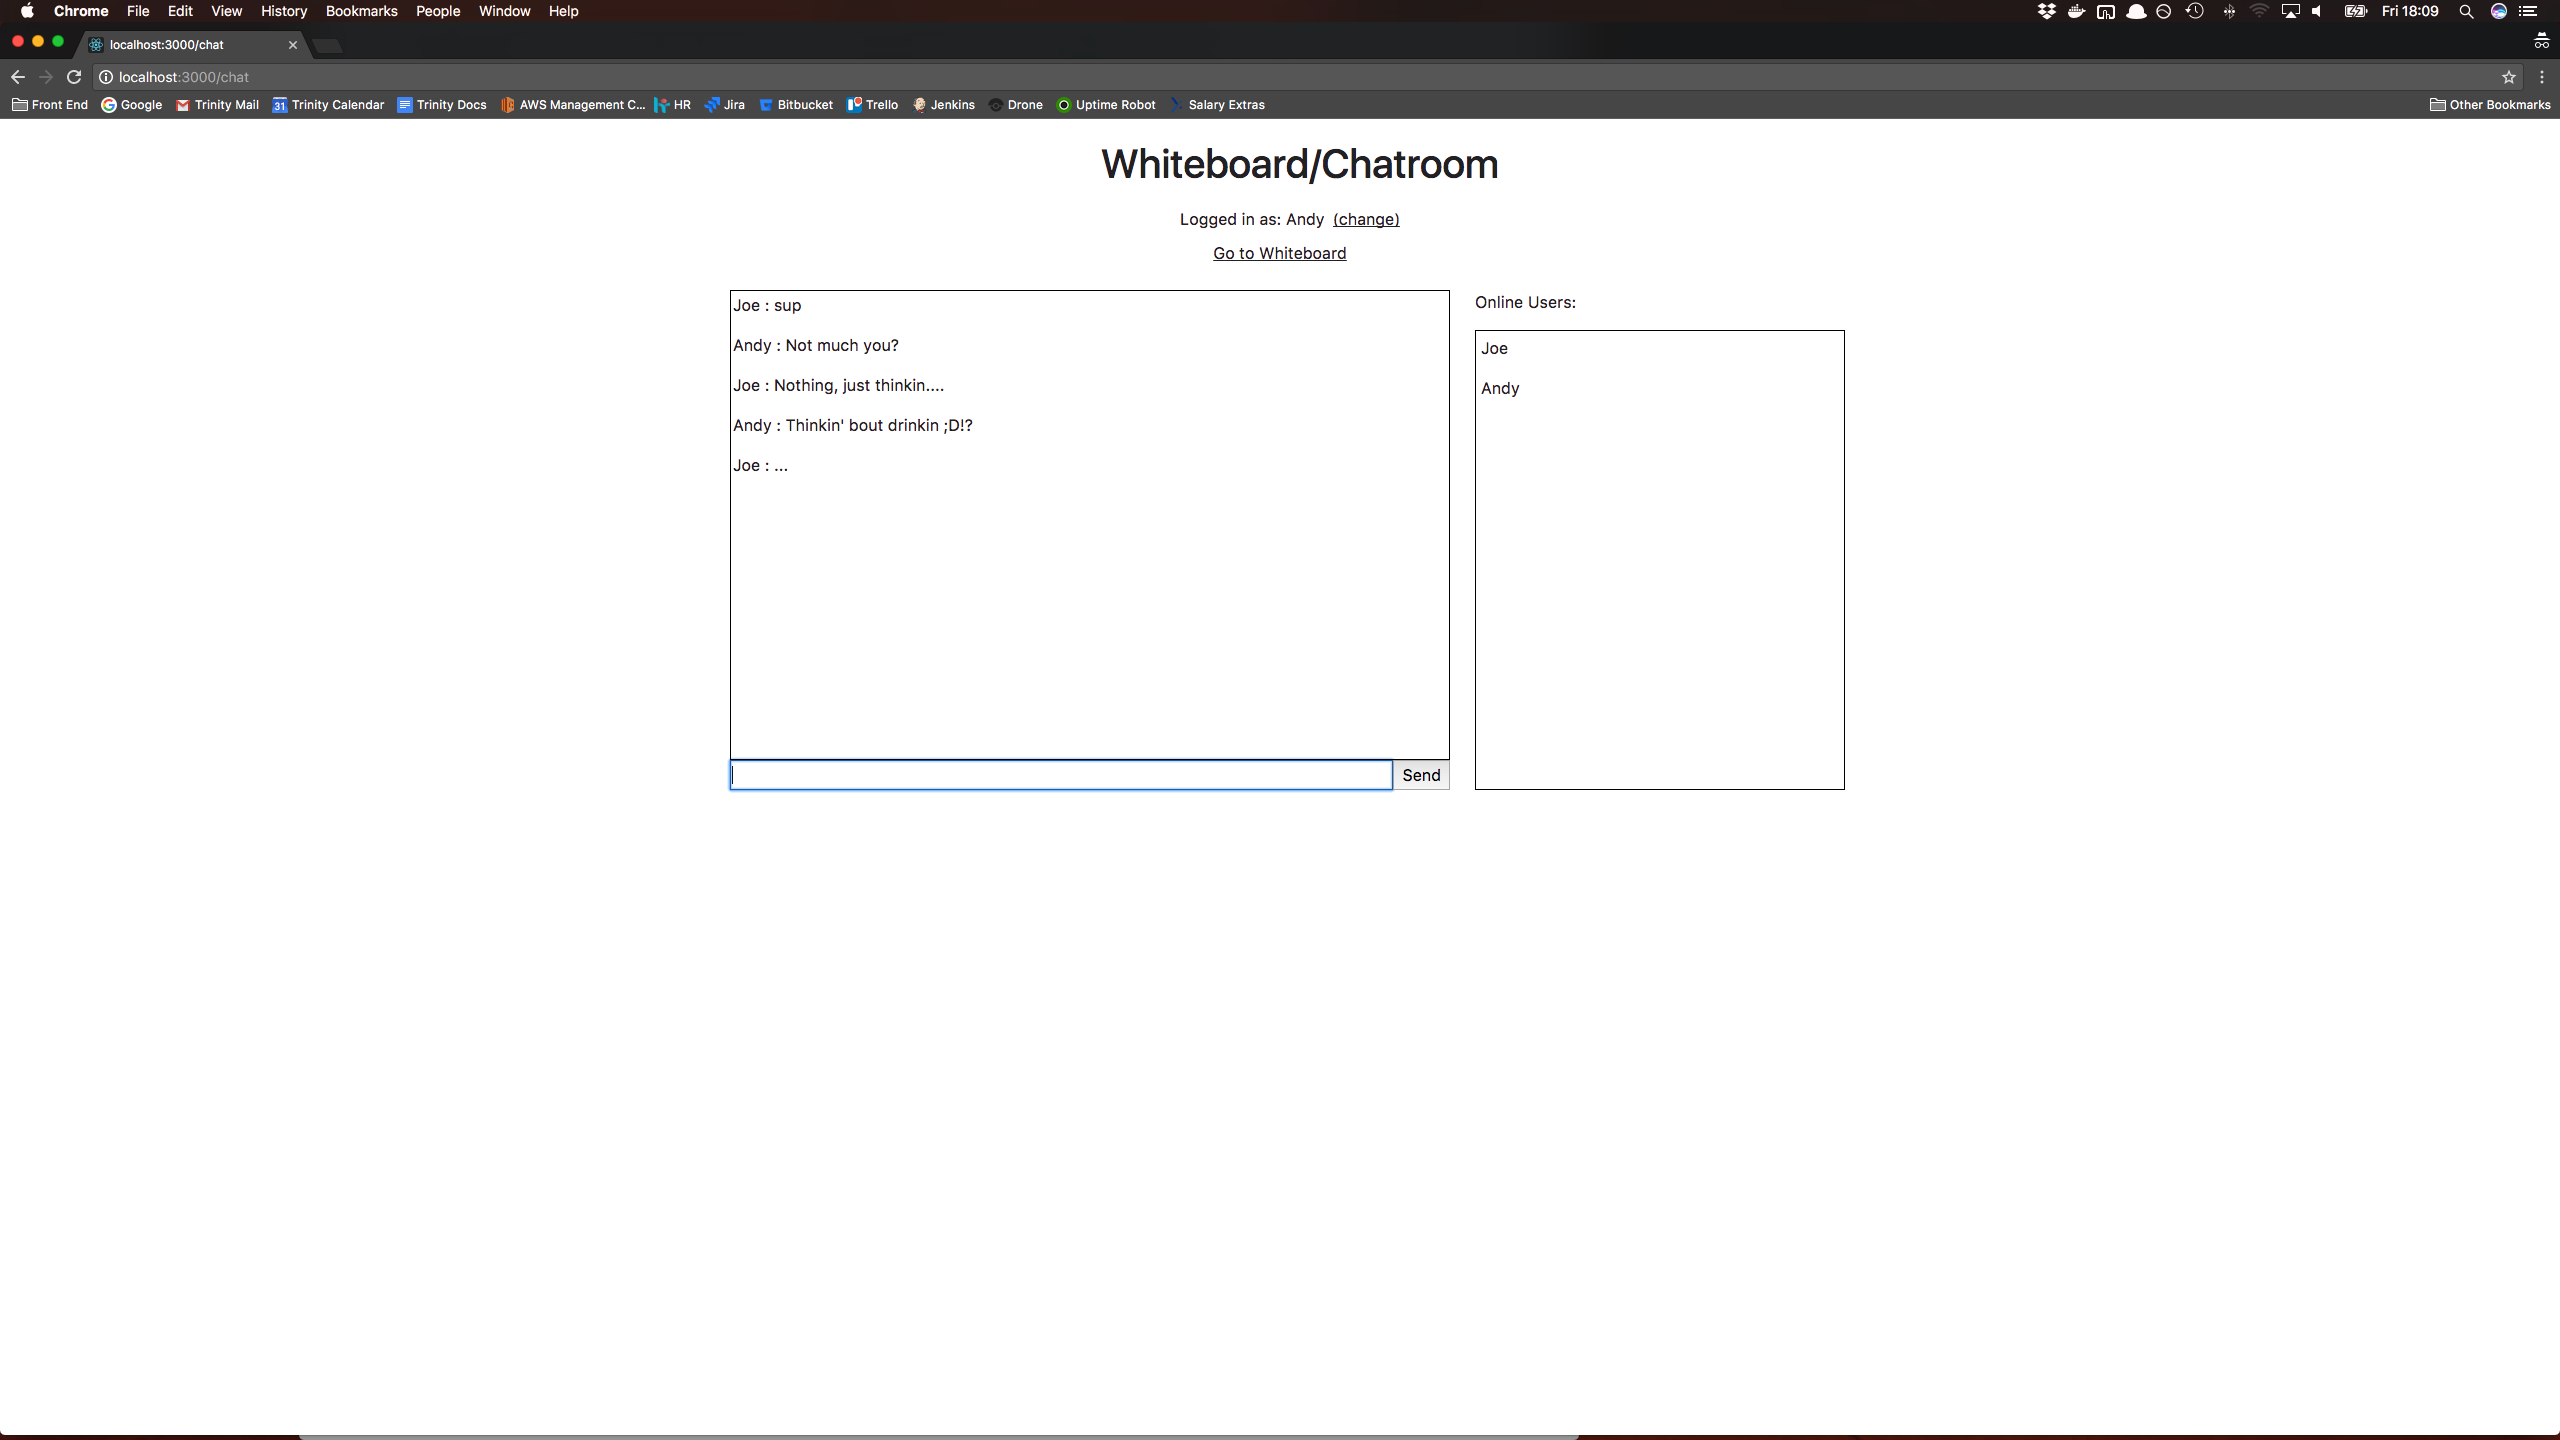 Chrome File Edit View History Bookmarks People Window Help Fri 18:09
localhost:3000/chat
localhost:3000/chat
Front End Google Trinity Mail 31 Trinity Calendar Trinity Docs AWS Management C... HR Jira Bitbucket Trello Jenkins Drone Uptime Robot Salary Extras Other Bookmarks
Whiteboard/Chatroom
Logged in as: Andy (change)
Go to Whiteboard
Joe : sup
Andy : Not much you?
Joe : Nothing, just thinkin....
Andy : Thinkin' bout drinkin ;D!?
Joe : ...
Send
Online Users:
Joe
Andy